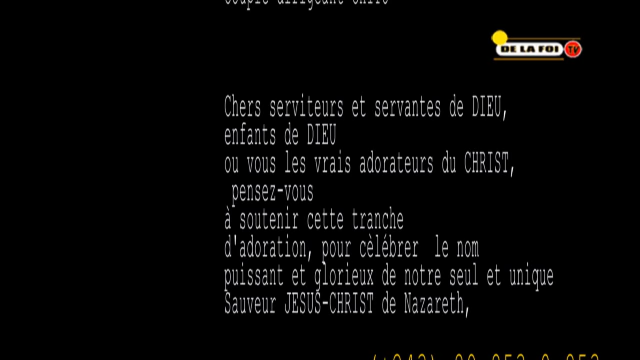 DE LA FOI TV
Chers serviteurs et servantes de DIEU,
enfants de DIEU
ou vous les vrais adorateurs du CHRIST,
pensez-vous
à soutenir cette tranche
d'adoration, pour cèlébrer le nom
puissant et glorieux de notre seul et unique
Sauveur JESUS-CHRIST de Nazareth,